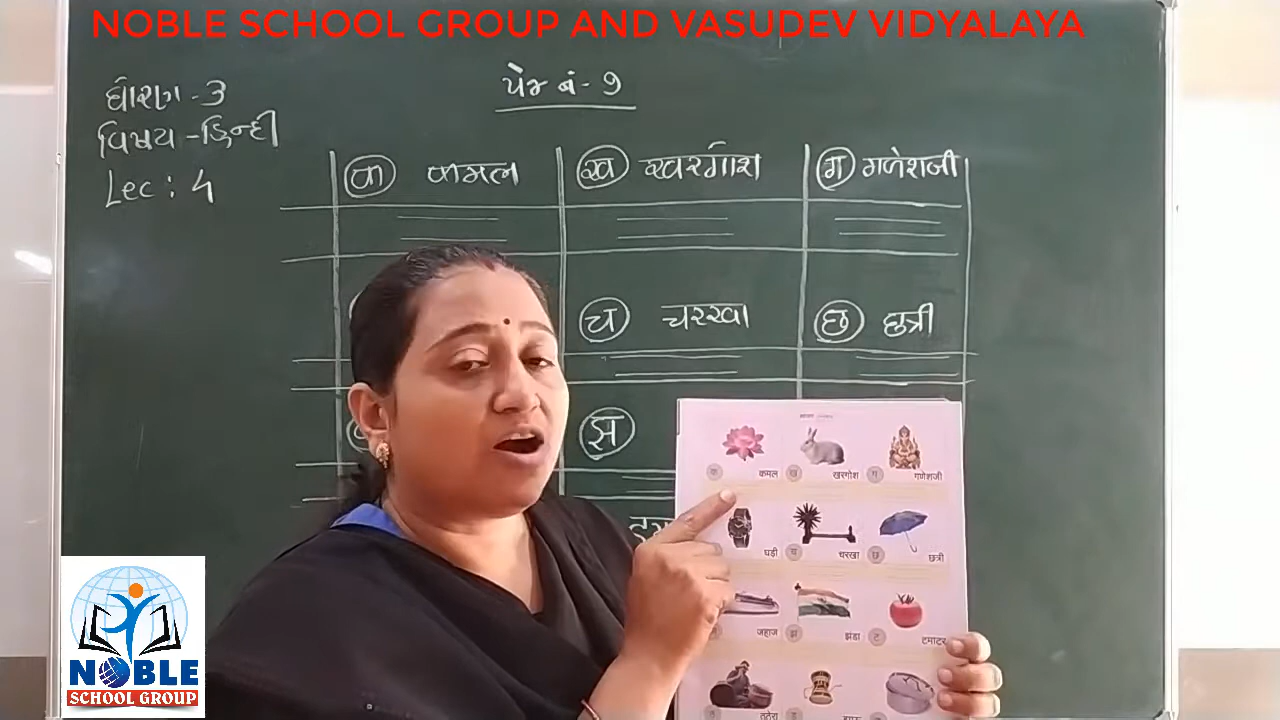 NOBLE SCHOOL GROUP AND VASUDEV VIDYALAYA
પેજ નં - ૭
ધોરણ - 3
વિષય - હિન્દી
Lec : 4
क कमल ख खरगोश ग गणेशजी
च चरखा छ छत्री
झ
क कमल ख खरगोश ग गणेशजी
घड़ी च चरखा छ छत्री
जहाज झ झंडा ट टमाटर
NOBLE
SCHOOL GROUP